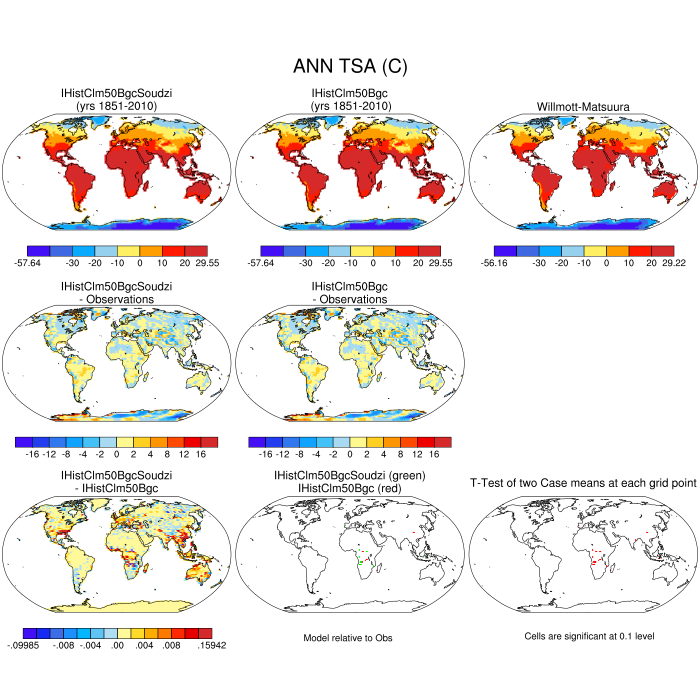 ANN TSA (C)
IHistClm50BgcSoudzi
(yrs 1851-2010)
IHistClm50Bgc
(yrs 1851-2010)
Willmott-Matsuura
-57.64 -30 -20 -10 0 10 20 29.55
-57.64 -30 -20 -10 0 10 20 29.55
-56.16 -30 -20 -10 0 10 20 29.22
IHistClm50BgcSoudzi
- Observations
IHistClm50Bgc
- Observations
-16 -12 -8 -4 -2 0 2 4 8 12 16
-16 -12 -8 -4 -2 0 2 4 8 12 16
IHistClm50BgcSoudzi
- IHistClm50Bgc
IHistClm50BgcSoudzi (green)
IHistClm50Bgc (red)
T-Test of two Case means at each grid point
-.09985 -.008 -.004 .00 .004 .008 .15942
Model relative to Obs
Cells are significant at 0.1 level